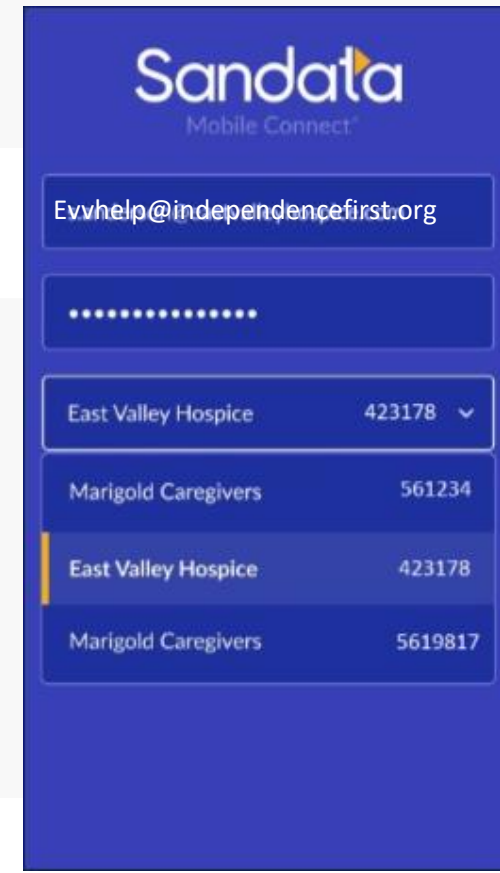 Sandata
Mobile Connect®
Evvhelp@independencefirst.org
•••••••••••••••
East Valley Hospice 423178
Marigold Caregivers 561234
East Valley Hospice 423178
Marigold Caregivers 5619817